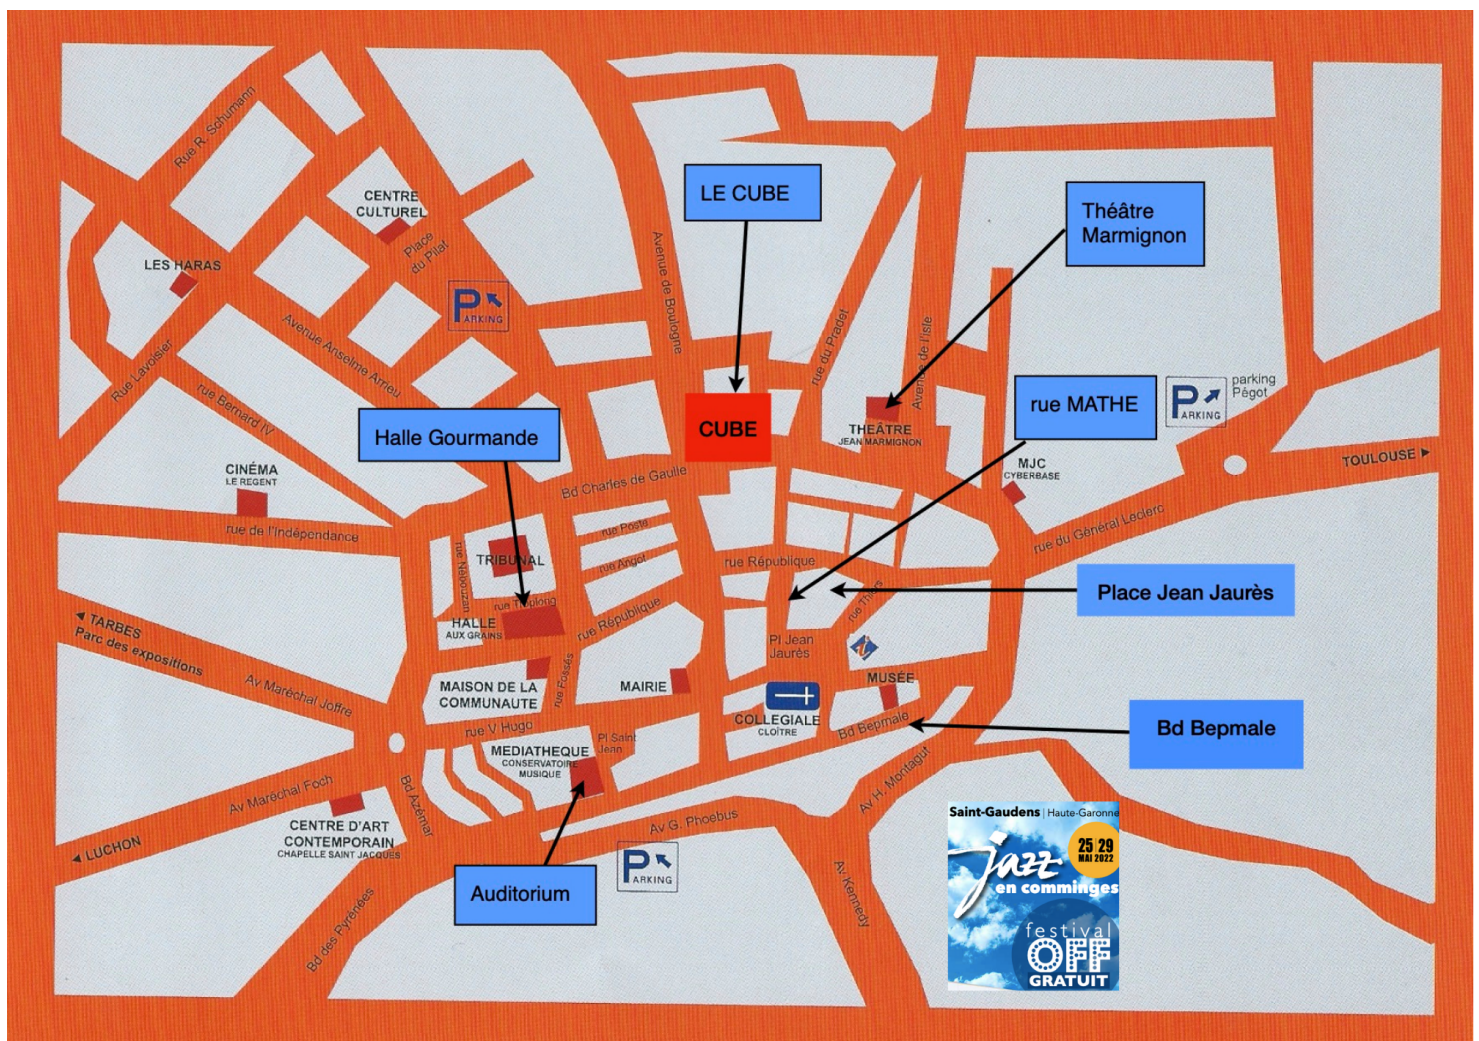 Rue R. Schumann
CENTRE
CULTUREL
Place
du Pilat
LES HARAS
PARKING
Avenue de Boulogne
LE CUBE
Théâtre
Marmignon
Avenue Anselme Arrieu
Rue Lavoisier
rue Bernard IV
rue du Pradet
Avenue de l'Isle
CUBE
THEÂTRE
JEAN MARMIGNON
rue MATHE
PARKING
parking
Pégot
Halle Gourmande
CINÉMA
LE REGENT
rue de l'Indépendance
Bd Charles de Gaulle
MJC
CYBERBASE
TOULOUSE
rue du Général Leclerc
rue Poste
rue Angot
rue République
rue République
TRIBUNAL
rue Nébouzan
rue Troplong
HALLE
AUX GRAINS
rue Thiers
Place Jean Jaurès
Pl Jean
Jaurès
TARBES
Parc des expositions
Av Maréchal Joffre
MAISON DE LA
COMMUNAUTE
rue Fossés
MAIRIE
MUSÉE
COLLEGIALE
CLOÎTRE
Bd Bepmale
Bd Bepmale
rue V Hugo
Pl Saint
Jean
MEDIATHEQUE
CONSERVATOIRE
MUSIQUE
Av Maréchal Foch
Bd Azémar
LUCHON
CENTRE D'ART
CONTEMPORAIN
CHAPELLE SAINT JACQUES
Av G. Phoebus
Av H. Montagut
PARKING
Auditorium
Bd des Pyrénées
Av Kennedy
Saint-Gaudens | Haute-Garonne
25|29
MAI 2022
jazz
en comminges
festival
OFF
GRATUIT